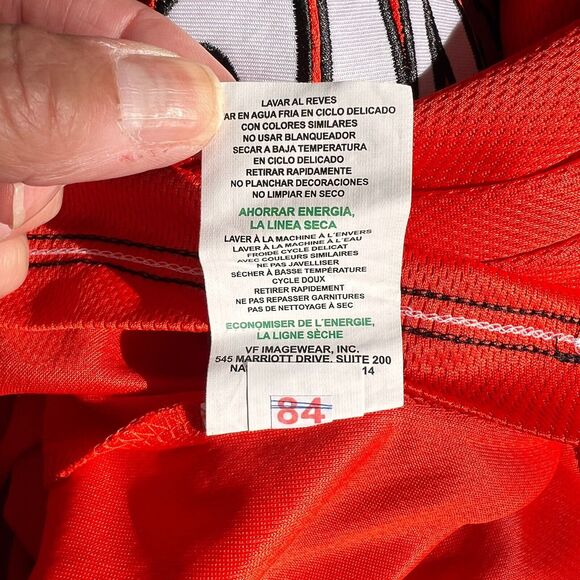 LAVAR AL REVES
AR EN AGUA FRIA EN CICLO DELICADO
CON COLORES SIMILARES
NO USAR BLANQUEADOR
SECAR A BAJA TEMPERATURA
EN CICLO DELICADO
RETIRAR RAPIDAMENTE
NO PLANCHAR DECORACIONES
NO LIMPIAR EN SECO
AHORRAR ENERGIA,
LA LINEA SECA
LAVER À LA MACHINE À L'ENVERS
LAVER À LA MACHINE À L'EAU
FROIDE CYCLE DELICAT
AVEC COULEURS SIMILAIRES
NE PAS JAVELLISER
SÈCHER À BASSE TEMPÉRATURE
CYCLE DOUX
RETIRER RAPIDEMENT
NE PAS REPASSER GARNITURES
PAS DE NETTOYAGE À SEC
ECONOMISER DE L'ENERGIE,
LA LIGNE SÈCHE
VF IMAGEWEAR, INC.
545 MARRIOTT DRIVE, SUITE 200
NA 14
84